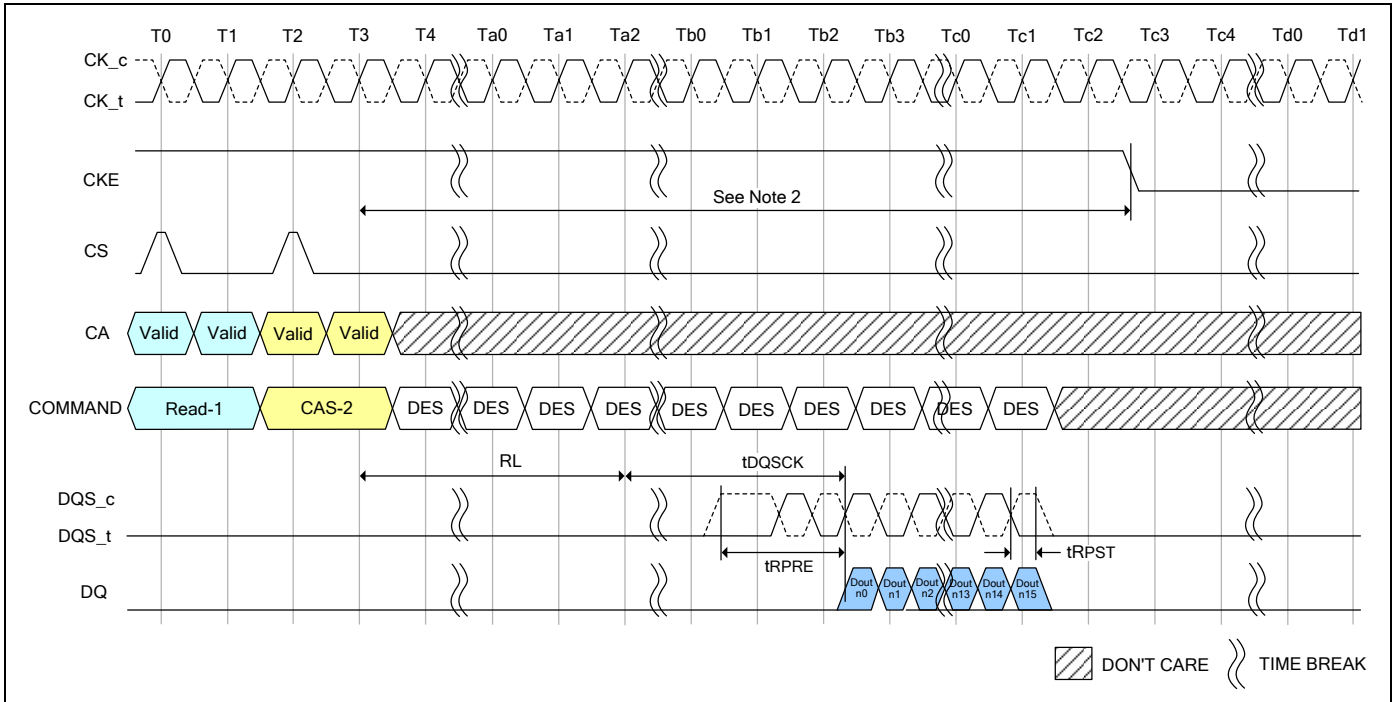 T0 T1 T2 T3 T4 Ta0 Ta1 Ta2 Tb0 Tb1 Tb2 Tb3 Tc0 Tc1 Tc2 Tc3 Tc4 Td0 Td1
CK_c
CK_t
CKE
See Note 2
CS
CA Valid Valid Valid Valid
COMMAND Read-1 CAS-2 DES DES DES DES DES DES DES DES DES DES
RL tDQSCK
DQS_c
DQS_t
tRPRE tRPST
DQ Dout n0 Dout n1 Dout n2 Dout n13 Dout n14 Dout n15
DON'T CARE TIME BREAK